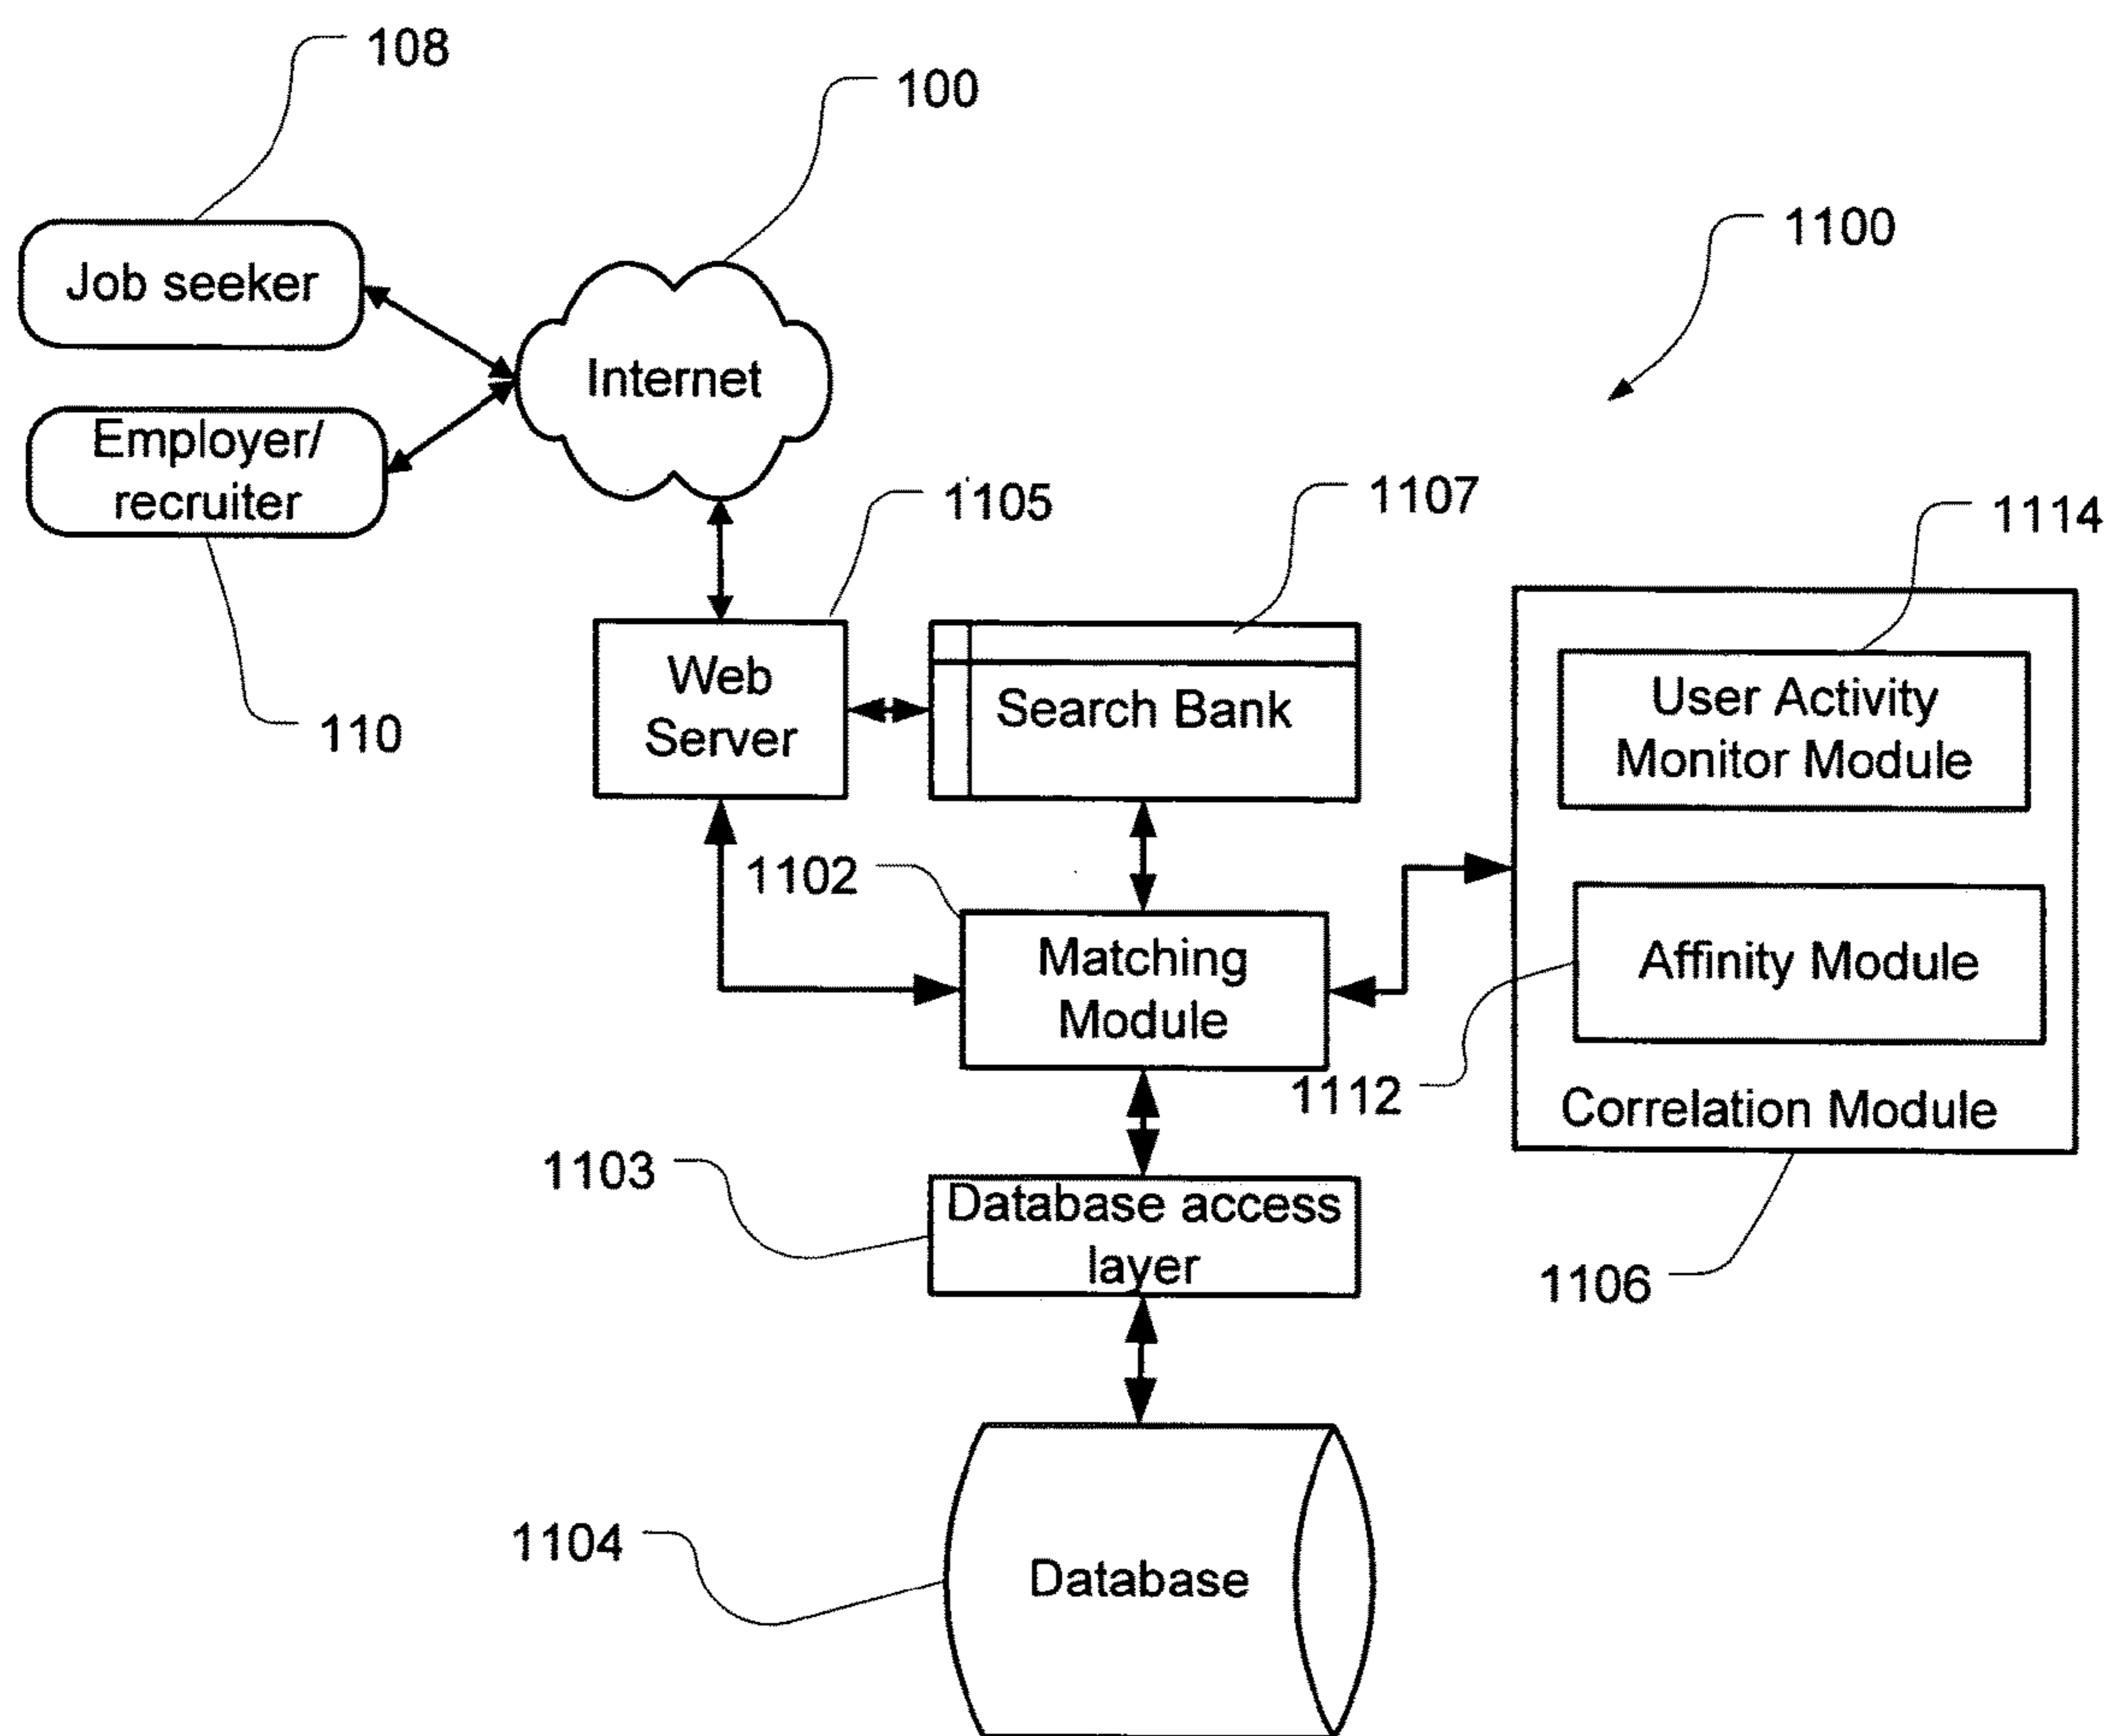 108
100
1100
Job seeker
Internet
Employer/
recruiter
110
1105
1107
1114
Web
Server
Search Bank
User Activity
Monitor Module
1102
Matching
Module
Affinity Module
1112
Correlation Module
1103
Database access
layer
1106
1104
Database